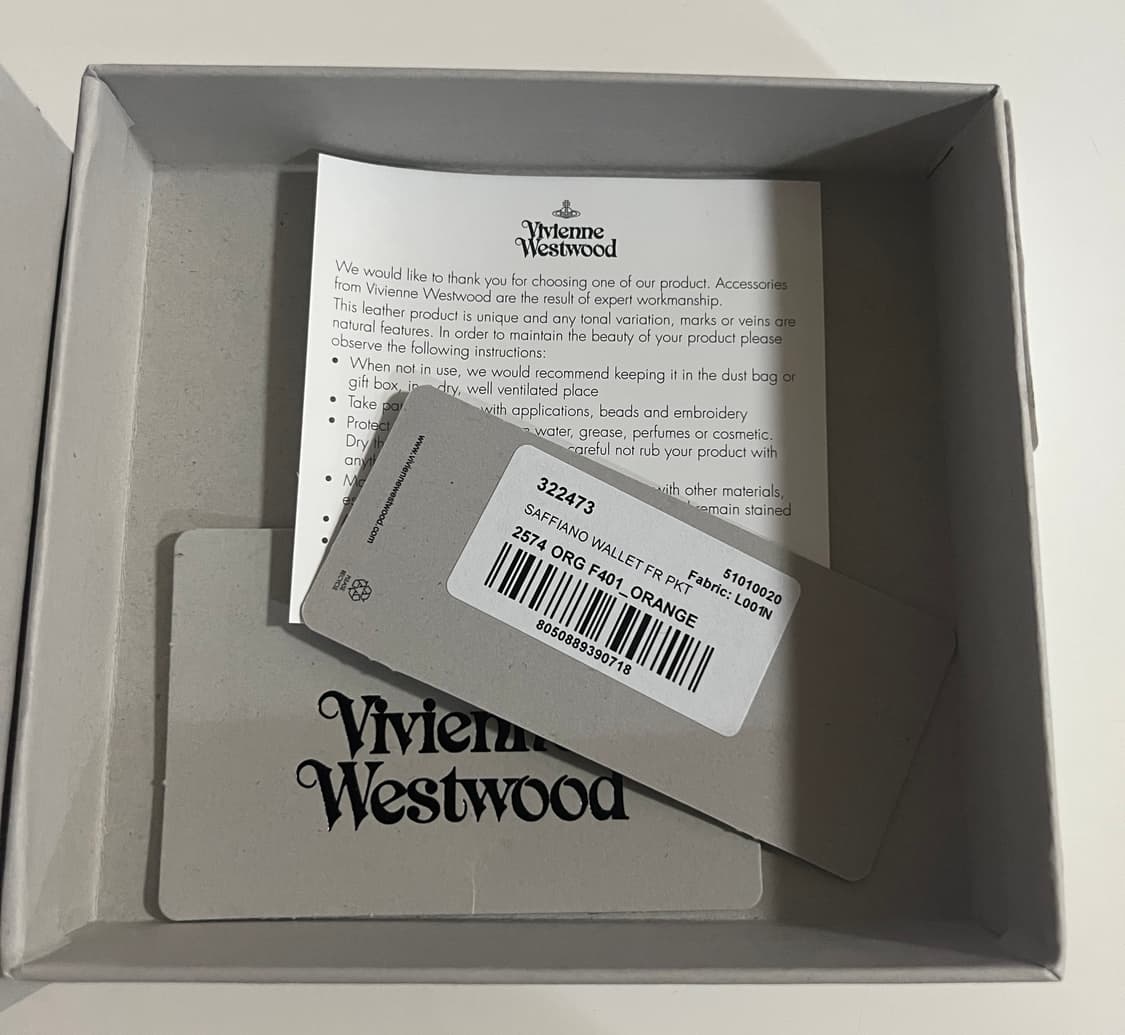 Vivienne
Westwood
We would like to thank you for choosing one of our product. Accessories
from Vivienne Westwood are the result of expert workmanship.
This leather product is unique and any tonal variation, marks or veins are
natural features. In order to maintain the beauty of your product please
observe the following instructions:
• When not in use, we would recommend keeping it in the dust bag or
gift box, dry, well ventilated place
• Take with applications, beads and embroidery
• Protect water, grease, perfumes or cosmetic.
Dry careful not rub your product with
with other materials,
remain stained
www.viviennewestwood.com
PLEASE
RECYCLE
322473
51010020
SAFFIANO WALLET FR PKT
Fabric: L001N
2574 ORG F401_ORANGE
8050889390718
Westwood